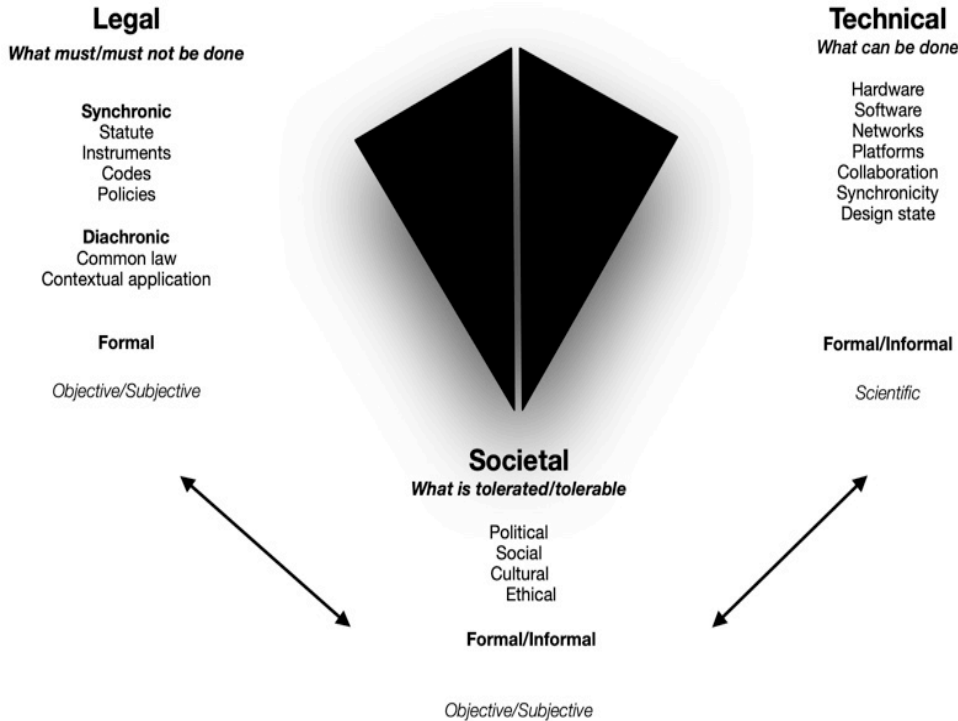 Legal
What must/must not be done
Synchronic
Statute
Instruments
Codes
Policies
Diachronic
Common law
Contextual application
Formal
Objective/Subjective
Technical
What can be done
Hardware
Software
Networks
Platforms
Collaboration
Synchronicity
Design state
Formal/Informal
Scientific
Societal
What is tolerated/tolerable
Political
Social
Cultural
Ethical
Formal/Informal
Objective/Subjective